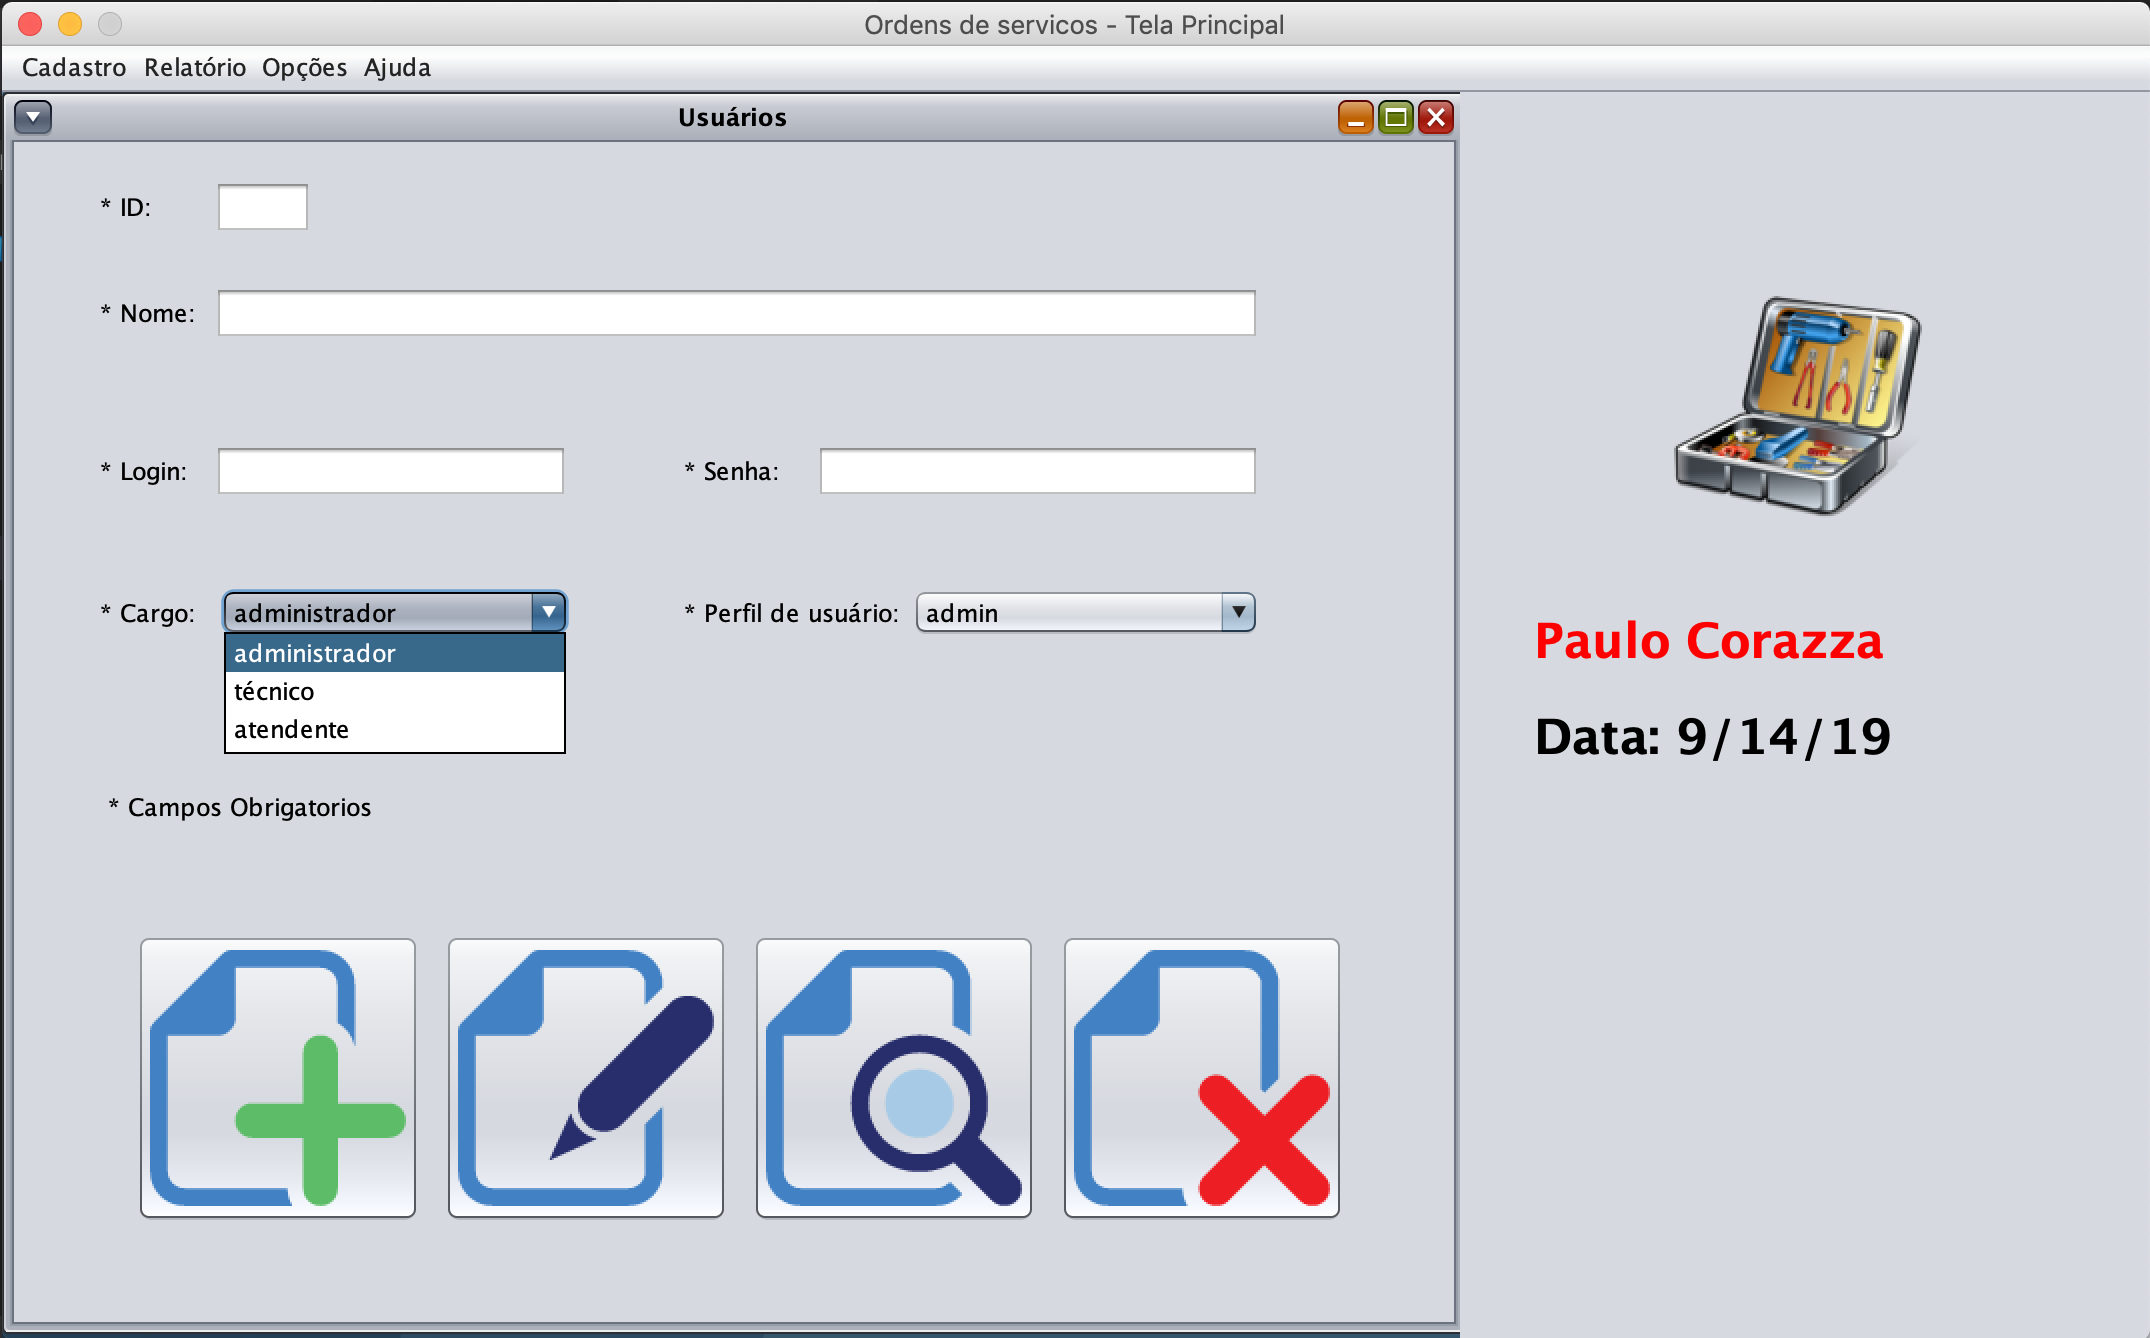 Ordens de servicos - Tela Principal
Cadastro Relatório Opções Ajuda
Usuários
* ID:
* Nome:
* Login: * Senha:
* Cargo: administrador * Perfil de usuário: admin
administrador
técnico
atendente
* Campos Obrigatorios
Paulo Corazza
Data: 9/14/19